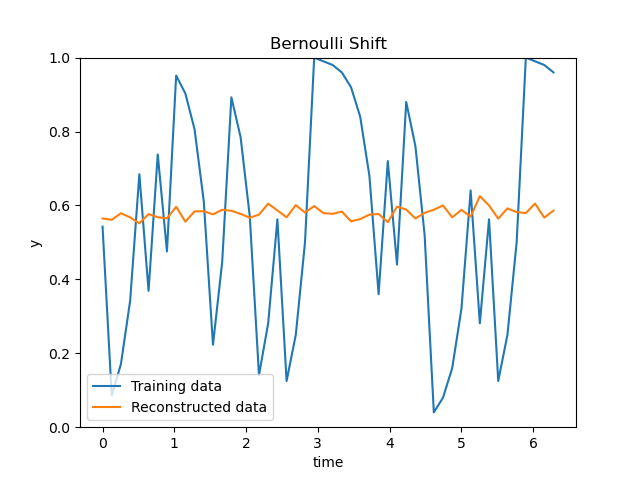 Bernoulli Shift
1.0
0.8
0.6
0.4
0.2
0.0
y
Training data
Reconstructed data
0 1 2 3 4 5 6
time